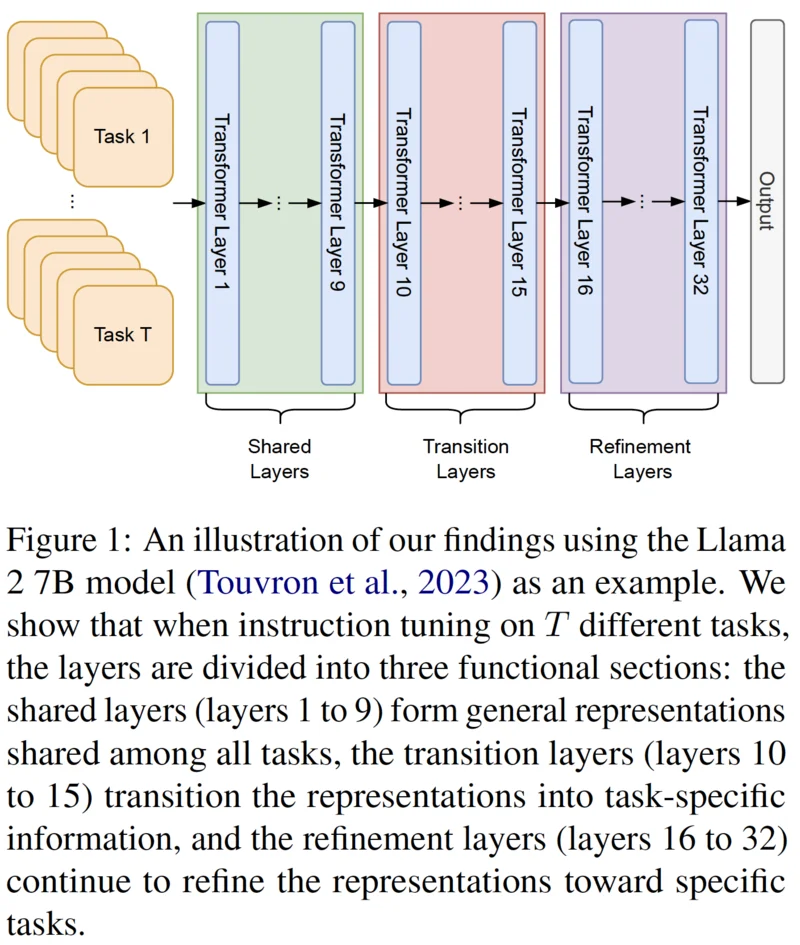 Task 1
⋮
Task T
Transformer Layer 1
⋮
Transformer Layer 9
Transformer Layer 10
⋮
Transformer Layer 15
Transformer Layer 16
⋮
Transformer Layer 32
Output
Shared
Layers
Transition
Layers
Refinement
Layers
Figure 1: An illustration of our findings using the Llama
2 7B model (Touvron et al., 2023) as an example. We
show that when instruction tuning on T different tasks,
the layers are divided into three functional sections: the
shared layers (layers 1 to 9) form general representations
shared among all tasks, the transition layers (layers 10
to 15) transition the representations into task-specific
information, and the refinement layers (layers 16 to 32)
continue to refine the representations toward specific
tasks.